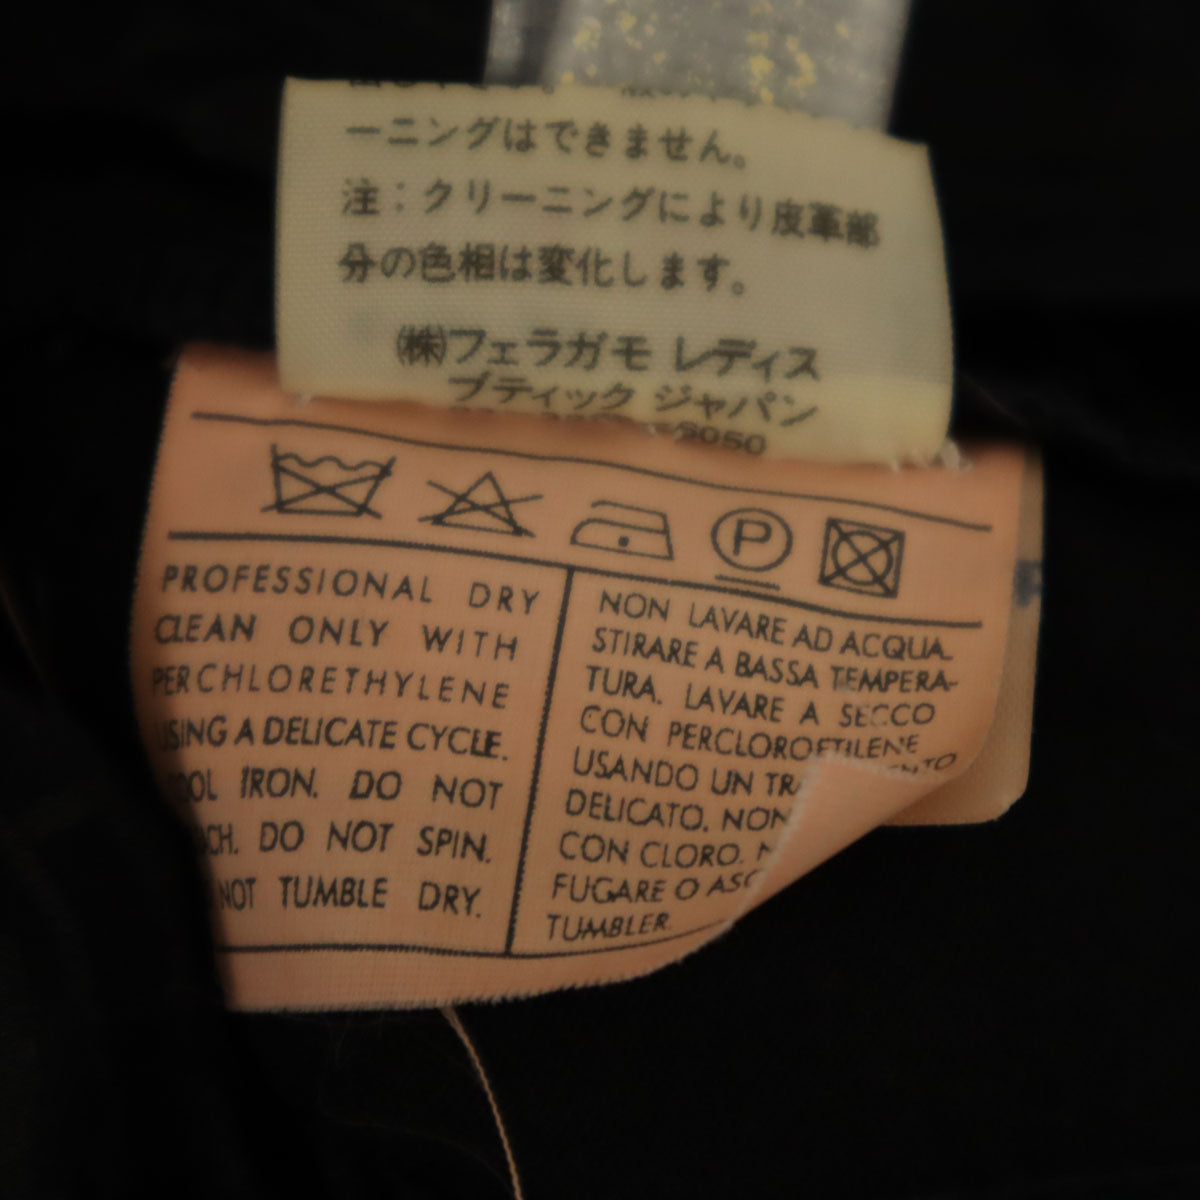 ーニングはできません。
注:クリーニングにより皮革部
分の色相は変化します。
㈱フェラガモ レディス
ブティック ジャパン
P
PROFESSIONAL DRY
CLEAN ONLY WITH
PERCHLORETHYLENE
USING A DELICATE CYCLE.
IRON. DO NOT
DO NOT SPIN.
NOT TUMBLE DRY.
NON LAVARE AD ACQUA.
STIRARE A BASSA TEMPERA-
TURA. LAVARE A SECCO
CON PERCLOROETILENE
USANDO UN
DELICATO. NON
CON CLORO.
FUGARE O
TUMBLER.